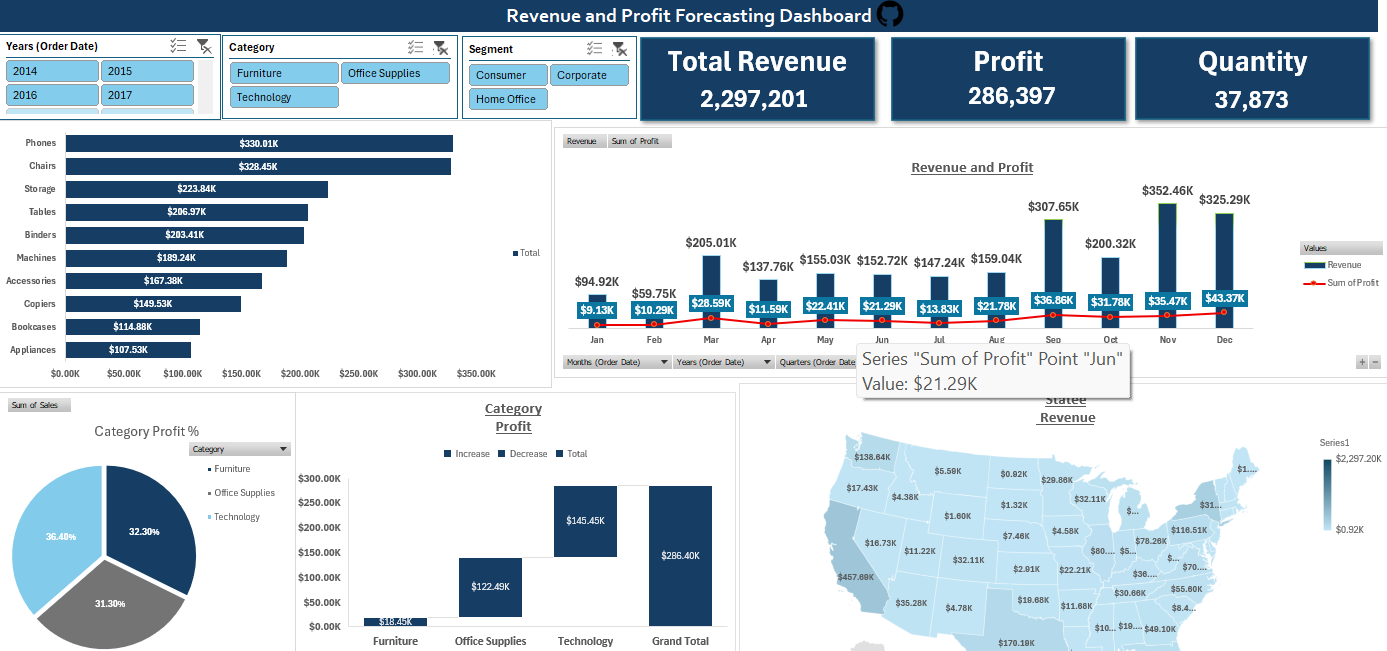 Revenue and Profit Forecasting Dashboard
Years (Order Date)
2014
2015
2016
2017
Category
Furniture
Office Supplies
Technology
Segment
Consumer
Corporate
Home Office
Total Revenue
2,297,201
Profit
286,397
Quantity
37,873
Phones
$330.01K
Chairs
$328.45K
Storage
$223.84K
Tables
$206.97K
Binders
$203.41K
Machines
$189.24K
Accessories
$167.38K
Copiers
$149.53K
Bookcases
$114.88K
Appliances
$107.53K
$0.00K $50.00K $100.00K $150.00K $200.00K $250.00K $300.00K $350.00K
Total
Revenue
Sum of Profit
Revenue and Profit
$94.92K $59.75K $205.01K $137.76K $155.03K $152.72K $147.24K $159.04K $307.65K $200.32K $352.46K $325.29K
$9.13K $10.29K $28.59K $11.59K $22.41K $21.29K $13.83K $21.78K $36.86K $31.78K $35.47K $43.37K
Jan Feb Mar Apr May Jun Jul Aug Sep Oct Nov Dec
Values
Revenue
Sum of Profit
Months (Order Date)
Years (Order Date)
Quarters (Order Date
Series "Sum of Profit" Point "Jun"
Value: $21.29K
Sum of Sales
Category Profit %
Category
Furniture
Office Supplies
Technology
36.40%
32.30%
31.30%
Category
Profit
Increase Decrease Total
$300.00K
$250.00K
$200.00K
$150.00K
$100.00K
$50.00K
$0.00K
$18.45K
$122.49K
$145.45K
$286.40K
Furniture Office Supplies Technology Grand Total
Statee
Revenue
Series1
$2,297.20K
$0.92K
$138.64K
$5.59K
$0.92K
$29.86K
$1....
$17.43K
$4.38K
$1.32K
$32.11K
$...
$31...
$1.60K
$4.58K
$116.51K
$16.73K
$11.22K
$7.46K
$78.26K
$80....
$5...
$...
$32.11K
$2.91K
$22.21K
$36....
$70....
$457.69K
$30.66K
$55.60K
$35.28K
$4.78K
$19.68K
$11.68K
$8.4...
$10...
$19....
$49.10K
$170.19K